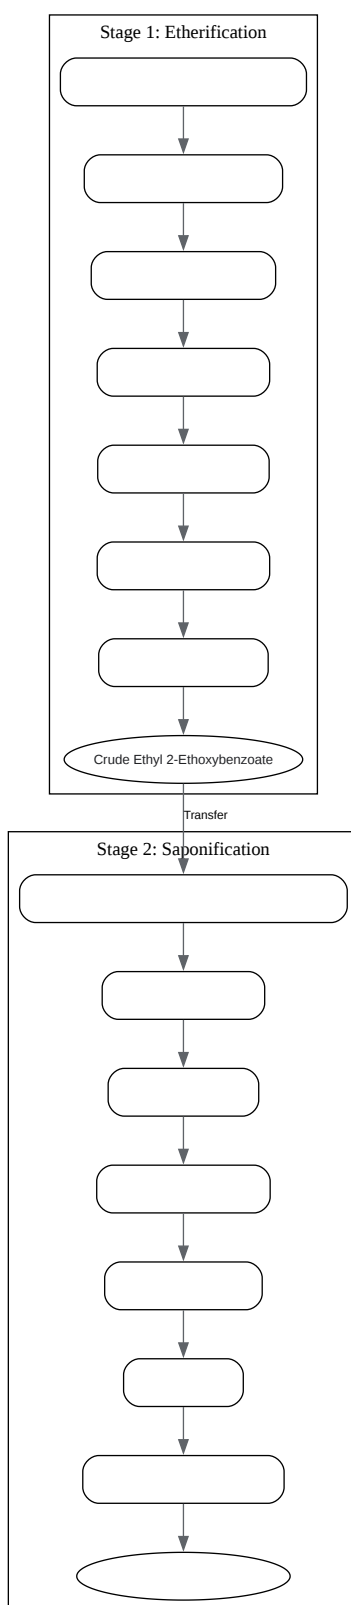 Stage 1: Etherification
Crude Ethyl 2-Ethoxybenzoate
Transfer
Stage 2: Saponification